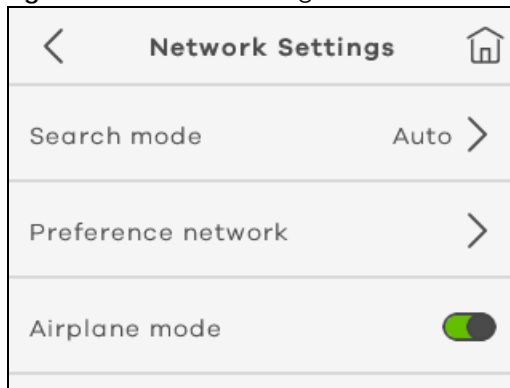 Network Settings
Search mode Auto
Preference network
Airplane mode